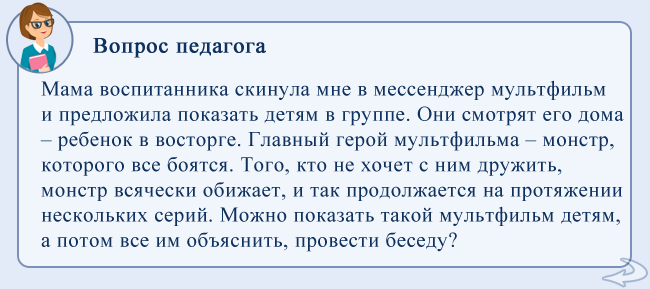 Вопрос педагога
Мама воспитанника скинула мне в мессенджер мультфильм
и предложила показать детям в группе. Они смотрят его дома
– ребенок в восторге. Главный герой мультфильма – монстр,
которого все боятся. Того, кто не хочет с ним дружить,
монстр всячески обижает, и так продолжается на протяжении
нескольких серий. Можно показать такой мультфильм детям,
а потом все им объяснить, провести беседу?